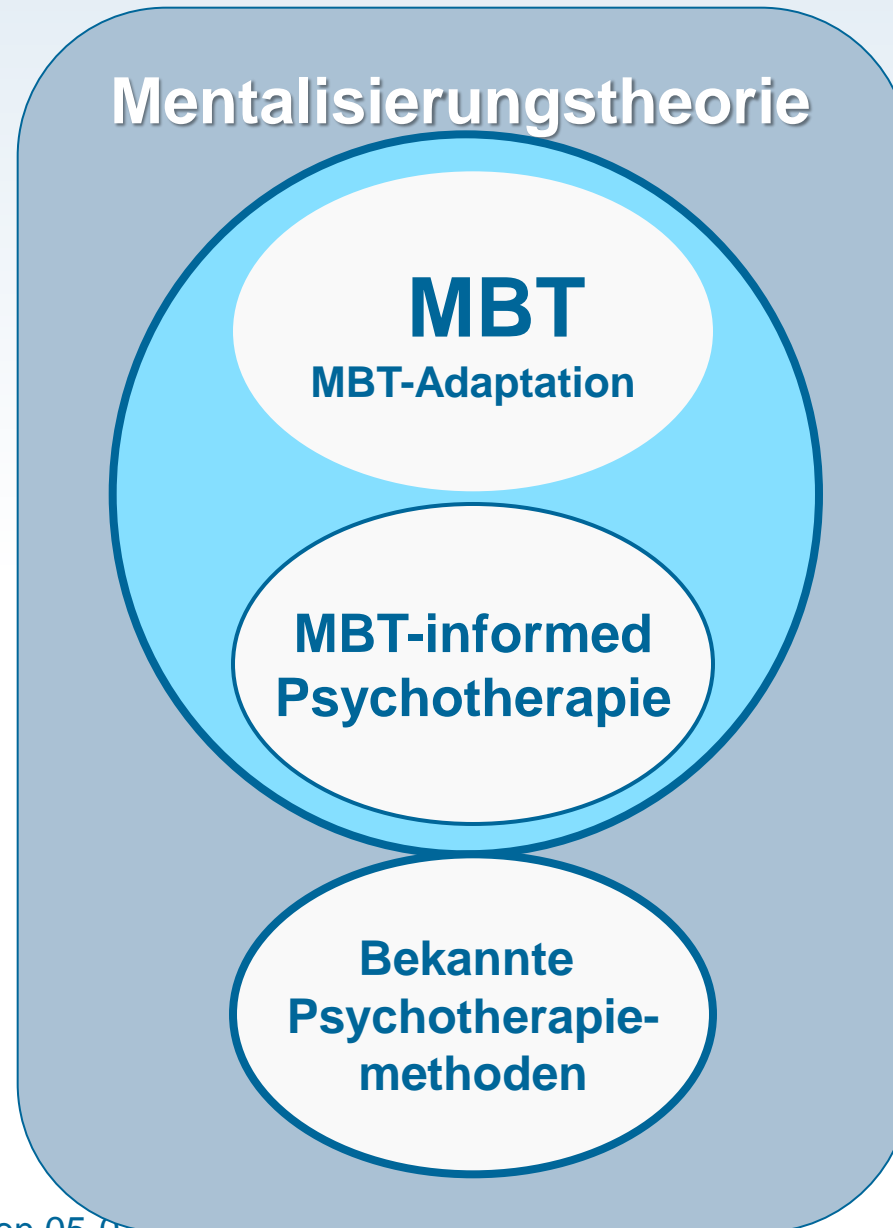 Mentalisierungstheorie
MBT
MBT-Adaptation
MBT-informed
Psychotherapie
Bekannte
Psychotherapie-
methoden